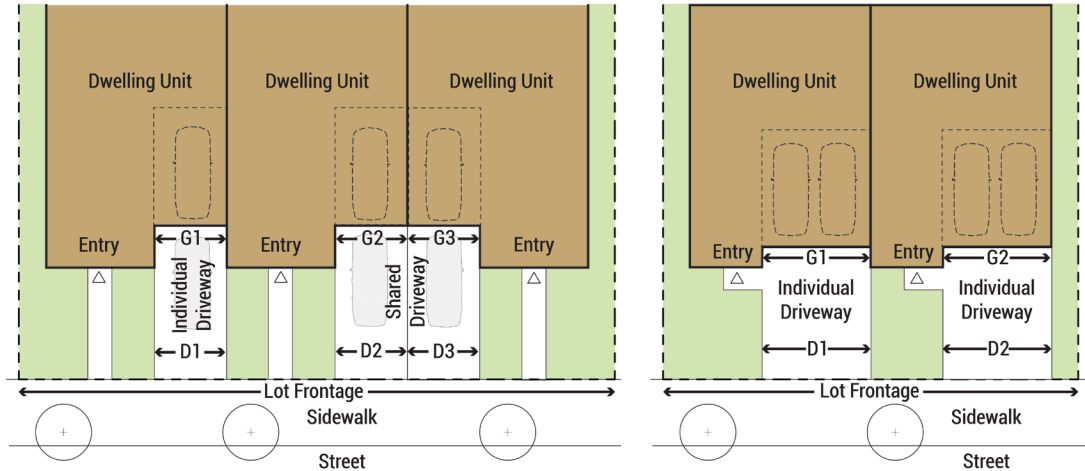 Dwelling Unit
Dwelling Unit
Dwelling Unit
Entry
G1
Entry
G2
G3
Entry
Individual
Driveway
Shared
Driveway
D1
D2
D3
Lot Frontage
Sidewalk
Street
Dwelling Unit
Dwelling Unit
Entry
G1
Entry
G2
Individual
Driveway
Individual
Driveway
D1
D2
Lot Frontage
Sidewalk
Street